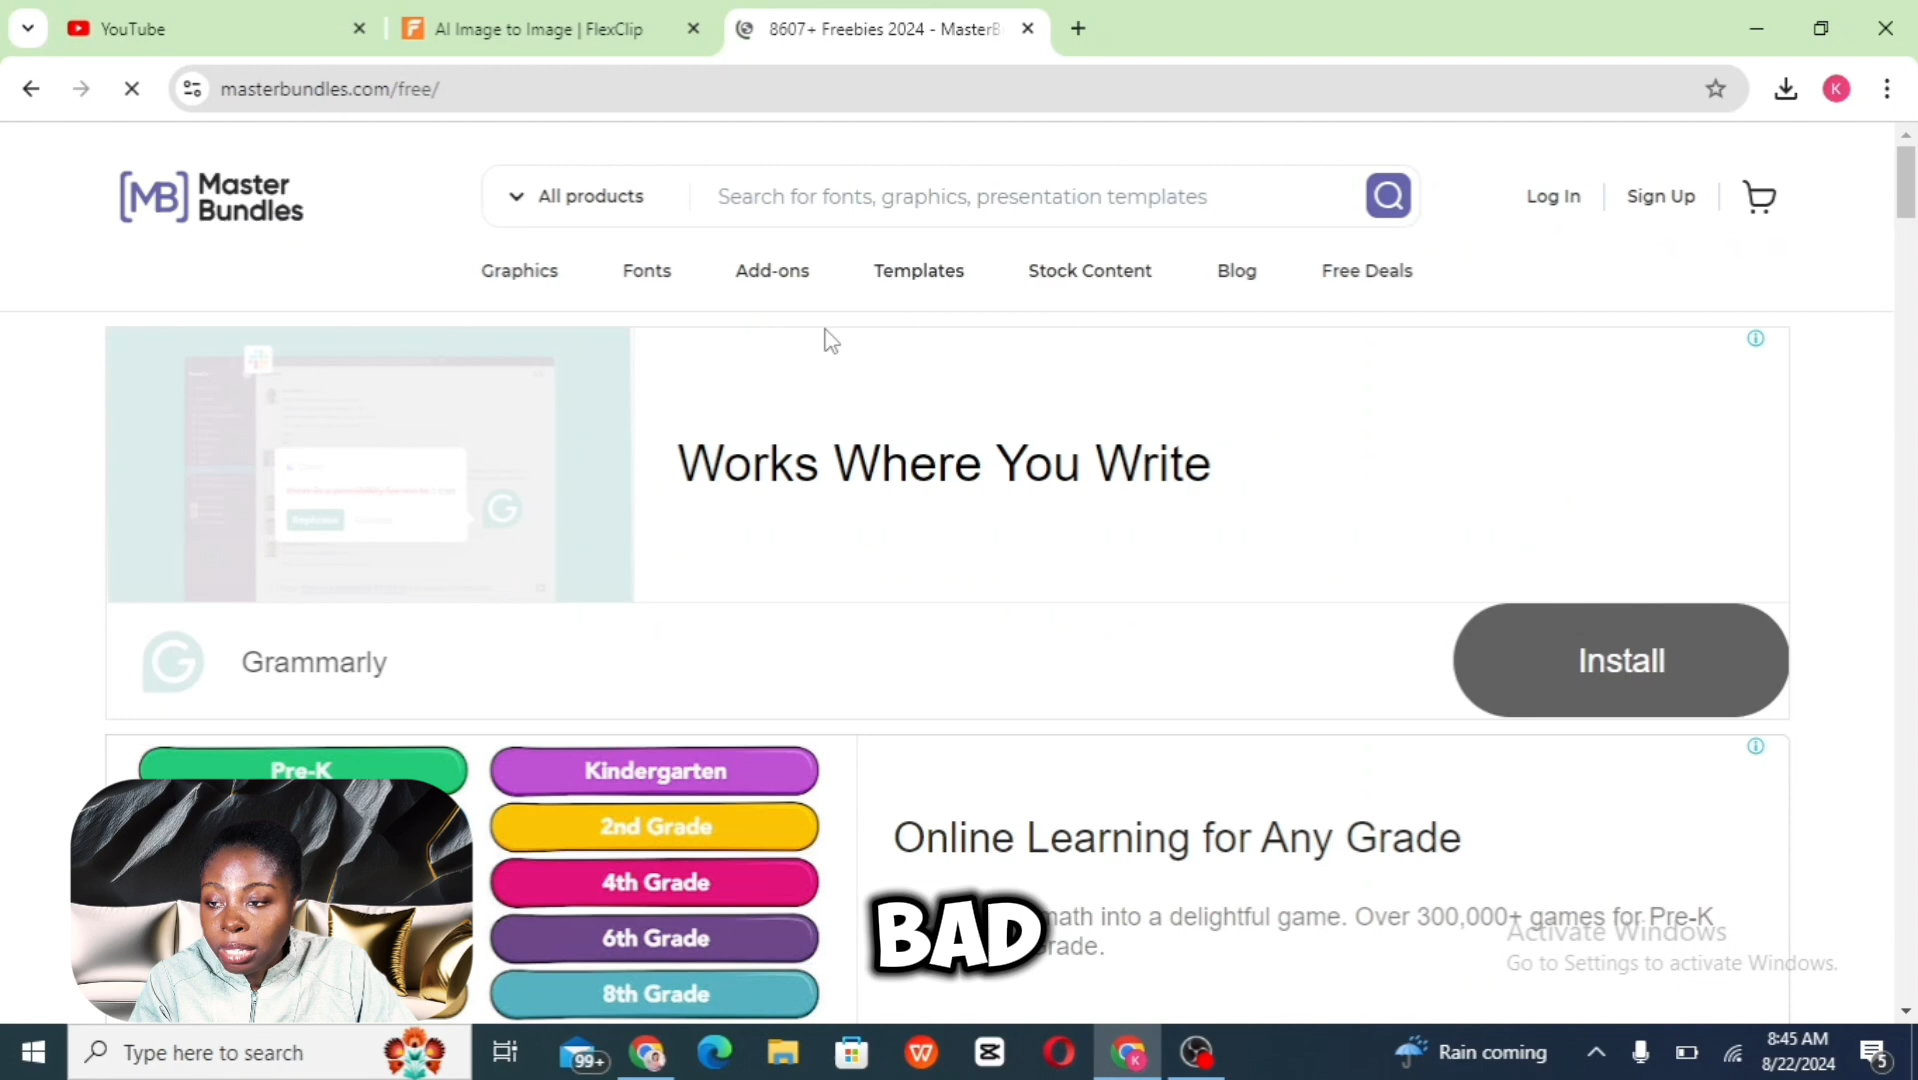 YouTube
AI Image to Image | FlexClip
8607+ Freebies 2024 - MasterB
masterbundles.com/free/
K
[MB] Master
Bundles
All products
Search for fonts, graphics, presentation templates
Log In
Sign Up
Graphics
Fonts
Add-ons
Templates
Stock Content
Blog
Free Deals
Works Where You Write
Grammarly
Install
Pre-K
Kindergarten
2nd Grade
4th Grade
6th Grade
8th Grade
Online Learning for Any Grade
math into a delightful game. Over 300,000+ games for Pre-K
BAD
Activate Windows
Go to Settings to activate Windows.
Type here to search
99+
Rain coming
8:45 AM
8/22/2024
5